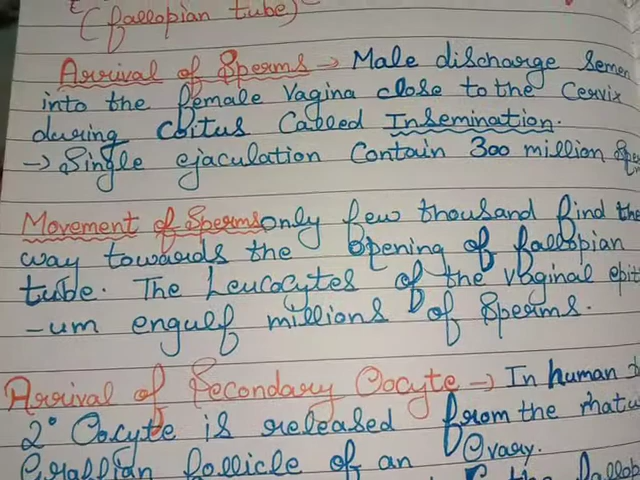 (fallopian tube)
Arrival of Sperms → Male discharge semen
into the female vagina close to the Cervix
during coitus Called Insemination.
→ Single ejaculation Contain 300 million
Movement of Sperms only few thousand find the
way towards the opening of fallopian
tube. The Leucocytes of the vaginal epit
-um engulf millions of sperms.
Arrival of Secondary Oocyte → In human
2° Oocyte is released from the matu
Graffian follicle of an Ovary.